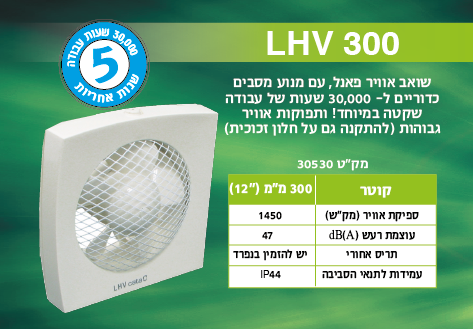 LHV 300
30,000 שעות עבודה
5
שנות אחריות
שואב אוויר פאנל, עם מנוע מסבים
כדוריים ל- 30,000 שעות של עבודה
שקטה במיוחד! ותפוקות אוויר
גבוהות (להתקנה גם על חלון זכוכית)
מק"ט 30530
קוטר 300 מ"מ ("12)
ספיקת אוויר (מק"ש) 1450
עוצמת רעש dB(A) 47
תריס אחורי יש להזמין בנפרד
עמידות לתנאי הסביבה IP44
LHV cata